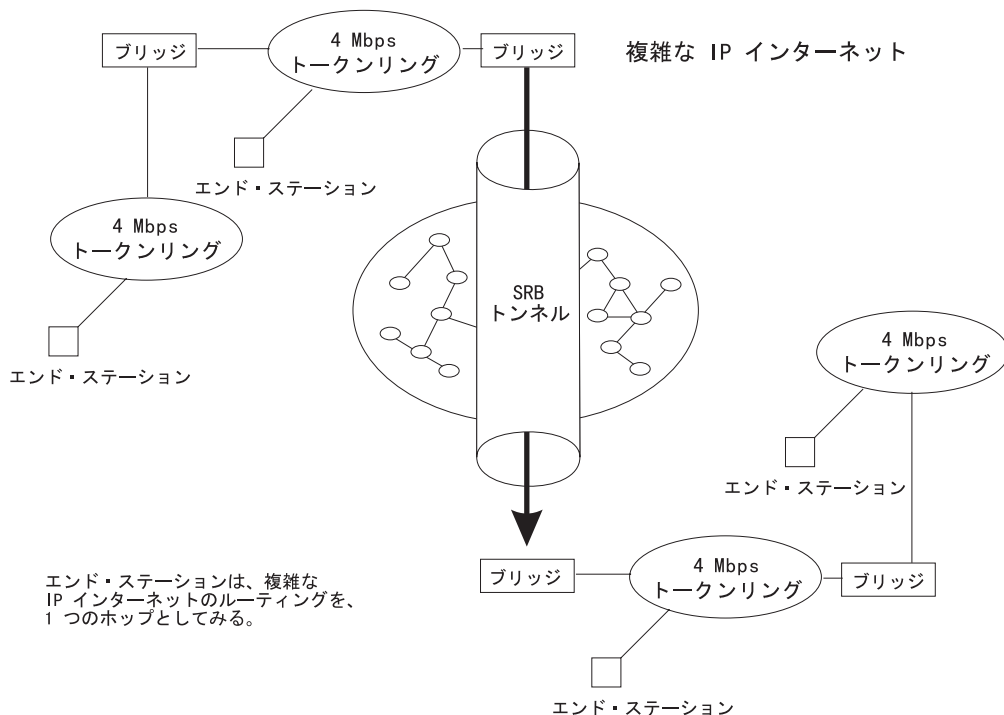 4 Mbps
トークンリング
ブリッジ
ブリッジ
複雑な IP インターネット
エンド・ステーション
4 Mbps
トークンリング
エンド・ステーション
SRB
トンネル
4 Mbps
トークンリング
エンド・ステーション
ブリッジ
4 Mbps
トークンリング
ブリッジ
エンド・ステーションは、複雑な
IP インターネットのルーティングを、
1 つのホップとしてみる。
エンド・ステーション